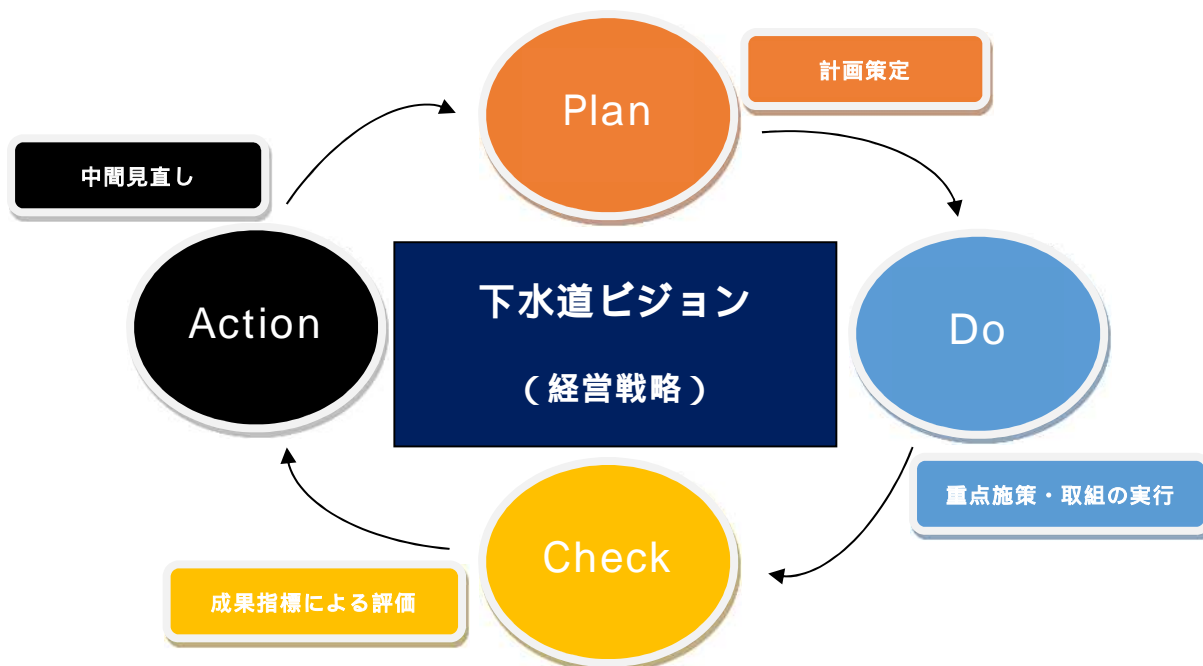 Plan
計画策定
中間見直し
Action
下水道ビジョン
（経営戦略）
Do
重点施策・取組の実行
Check
成果指標による評価